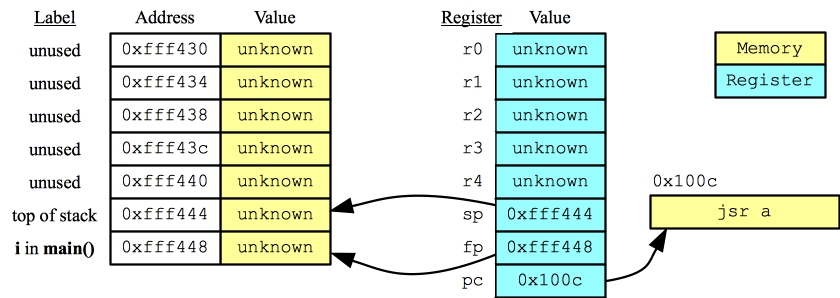 Label Address Value Register Value
unused 0xfff430 unknown r0 unknown Memory
unused 0xfff434 unknown r1 unknown Register
unused 0xfff438 unknown r2 unknown
unused 0xfff43c unknown r3 unknown
unused 0xfff440 unknown r4 unknown 0x100c
top of stack 0xfff444 unknown sp 0xfff444 jsr a
i in main() 0xfff448 unknown fp 0xfff448
pc 0x100c